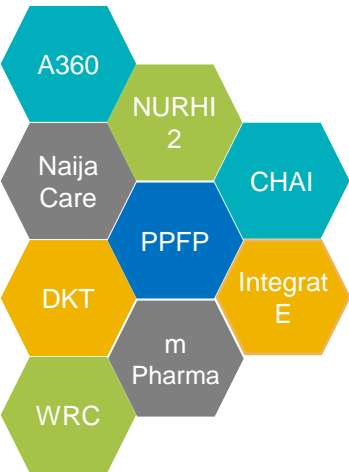 A360
NURHI
2
Naija
Care
CHAI
PPFP
DKT
Integrat
E
m
Pharma
WRC